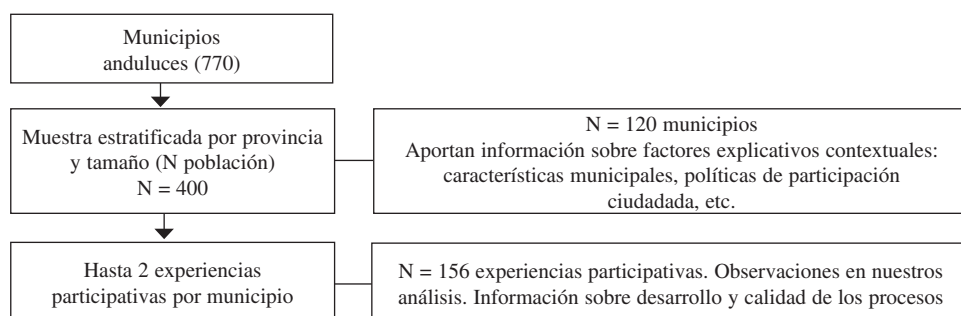 Municipios
anduluces (770)
Muestra estratificada por provincia
y tamaño (N población)
N = 400
N = 120 municipios
Aportan información sobre factores explicativos contextuales:
características municipales, políticas de participación
ciudadada, etc.
Hasta 2 experiencias
participativas por municipio
N = 156 experiencias participativas. Observaciones en nuestros
análisis. Información sobre desarrollo y calidad de los procesos